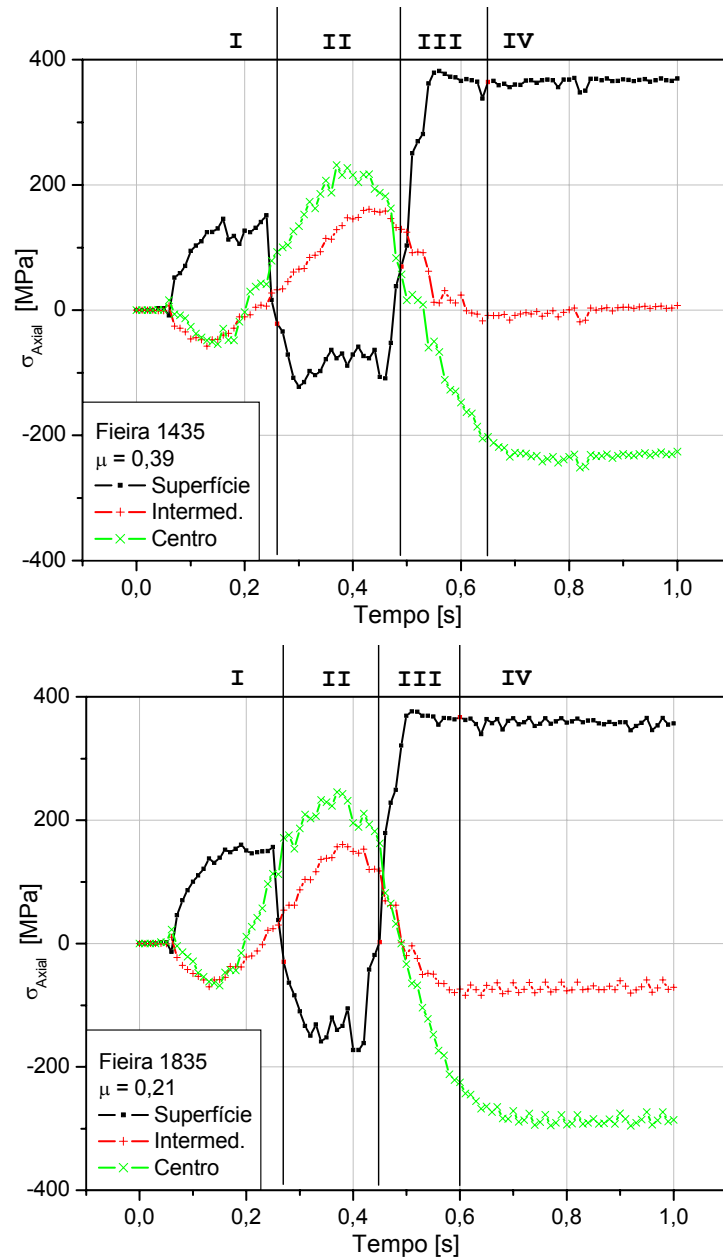 I II III IV
400
200
0
-200
-400
σAxial [MPa]
Fieira 1435
μ = 0,39
Superfície
Intermed.
Centro
0,0 0,2 0,4 0,6 0,8 1,0
Tempo [s]
I II III IV
400
200
0
-200
-400
σAxial [MPa]
Fieira 1835
μ = 0,21
Superfície
Intermed.
Centro
0,0 0,2 0,4 0,6 0,8 1,0
Tempo [s]